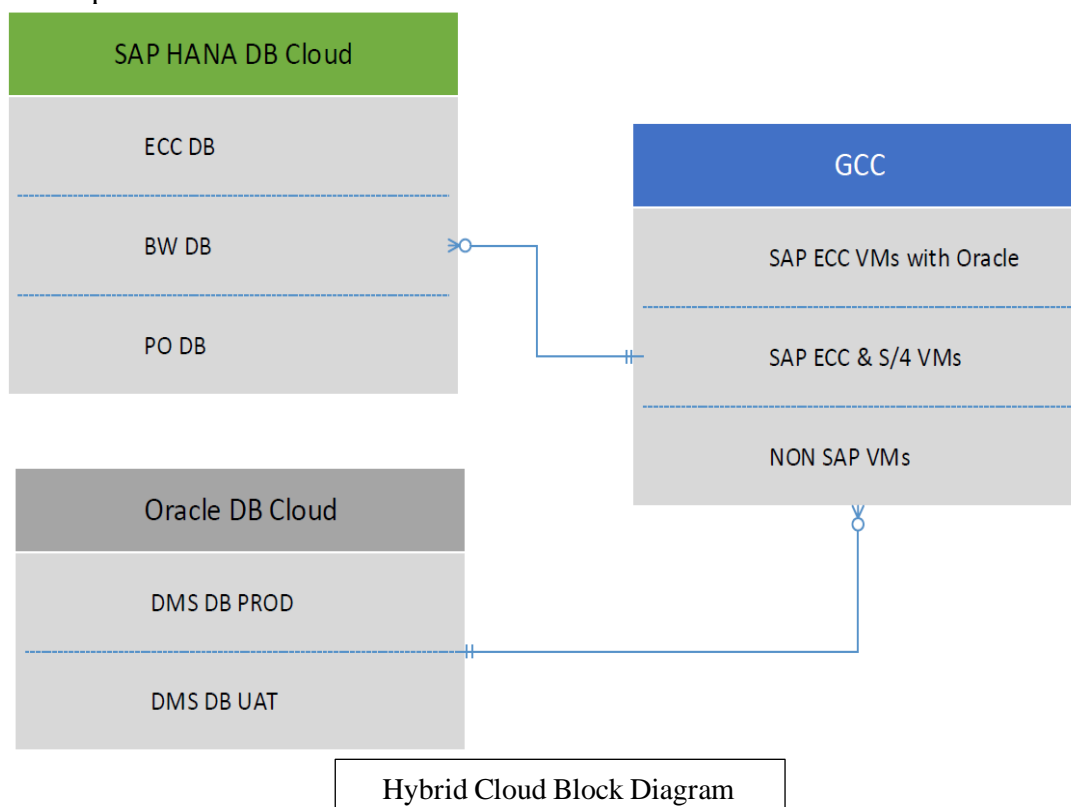 SAP HANA DB Cloud
ECC DB
BW DB
PO DB
GCC
SAP ECC VMs with Oracle
SAP ECC & S/4 VMs
NON SAP VMs
Oracle DB Cloud
DMS DB PROD
DMS DB UAT
Hybrid Cloud Block Diagram